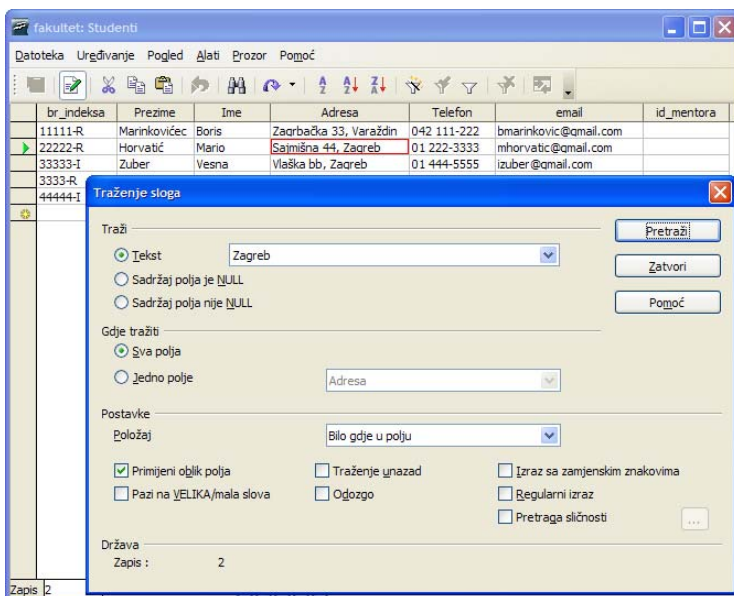 fakultet: Studenti
Datoteka Uređivanje Pogled Alati Prozor Pomoć
br_indeksa Prezime Ime Adresa Telefon email id_mentora
11111-R Marinkovićec Boris Zagrbačka 33, Varaždin 042 111-222 bmarinkovic@gmail.com
22222-R Horvatić Mario Sajmišna 44, Zagreb 01 222-3333 mhorvatic@gmail.com
33333-I Zuber Vesna Vlaška bb, Zagreb 01 444-5555 izuber@gmail.com
3333-R
44444-I
Traženje sloga
Traži
Pretraži
Tekst Zagreb
Zatvori
Sadržaj polja je NULL
Sadržaj polja nije NULL
Pomoć
Gdje tražiti
Sva polja
Jedno polje Adresa
Postavke
Položaj Bilo gdje u polju
Primijeni oblik polja Traženje unazad Izraz sa zamjenskim znakovima
Pazi na VELIKA/mala slova Odozgo Regularni izraz
Pretraga sličnosti ...
Država
Zapis : 2
Zapis 2